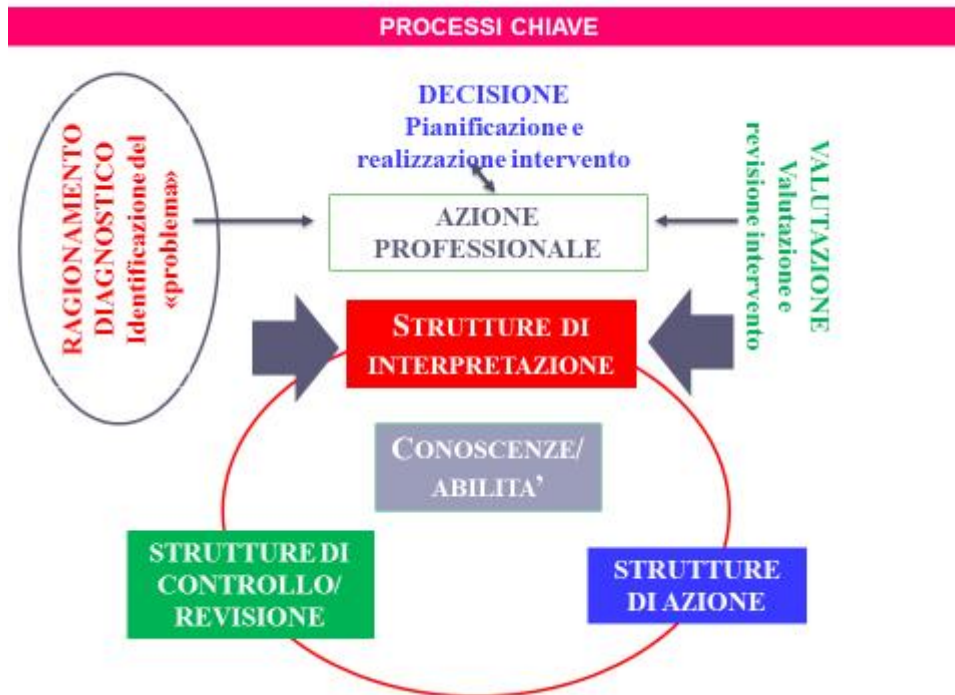 PROCESSI CHIAVE
RAGIONAMENTO
DIAGNOSTICO
Identificazione del
«problema»
DECISIONE
Pianificazione e
realizzazione intervento
VALUTAZIONE
Valutazione e
revisione intervento
AZIONE
PROFESSIONALE
STRUTTURE DI
INTERPRETAZIONE
CONOSCENZE/
ABILITA’
STRUTTURE DI
CONTROLLO/
REVISIONE
STRUTTURE
DI AZIONE